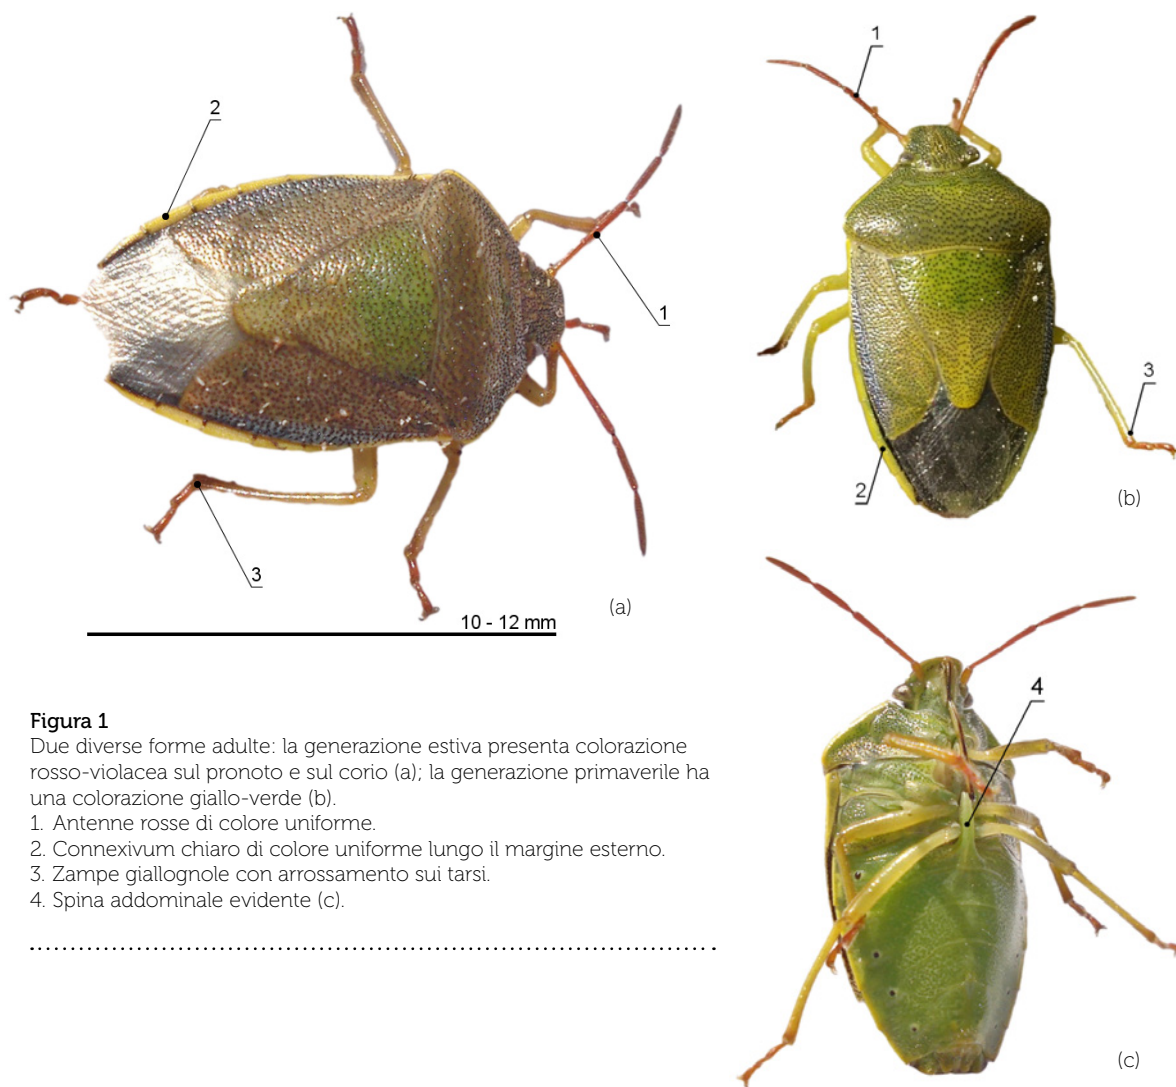 1
2
1
3
2
3
(b)
10 - 12 mm
(a)
4
Figura 1
Due diverse forme adulte: la generazione estiva presenta colorazione
rosso-violacea sul pronoto e sul corio (a); la generazione primaverile ha
una colorazione giallo-verde (b).
1. Antenne rosse di colore uniforme.
2. Connexivum chiaro di colore uniforme lungo il margine esterno.
3. Zampe giallognole con arrossamento sui tarsi.
4. Spina addominale evidente (c).
(c)